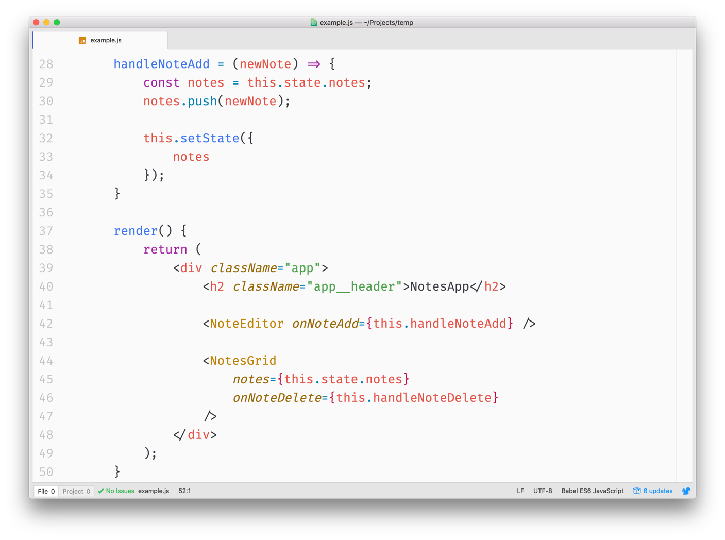 example.js — ~/Projects/temp
example.js
28 handleNoteAdd = (newNote) => {
29 const notes = this.state.notes;
30 notes.push(newNote);
31
32 this.setState({
33 notes
34 });
35 }
36
37 render() {
38 return (
39 <div className="app">
40 <h2 className="app__header">NotesApp</h2>
41
42 <NoteEditor onNoteAdd={this.handleNoteAdd} />
43
44 <NotesGrid
45 notes={this.state.notes}
46 onNoteDelete={this.handleNoteDelete}
47 />
48 </div>
49 );
50 }
File 0 Project 0 No Issues example.js 52:1 LF UTF-8 Babel ES6 JavaScript 8 updates